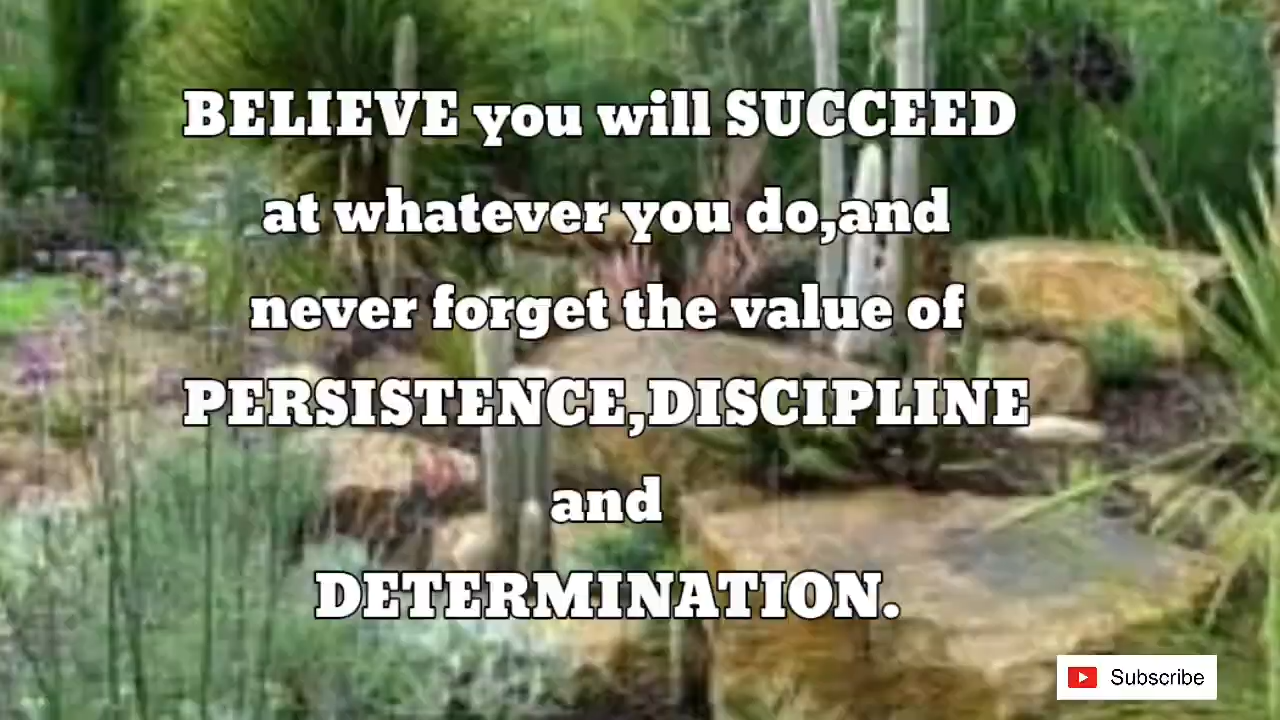 BELIEVE you will SUCCEED
at whatever you do,and
never forget the value of
PERSISTENCE,DISCIPLINE
and
DETERMINATION.
Subscribe